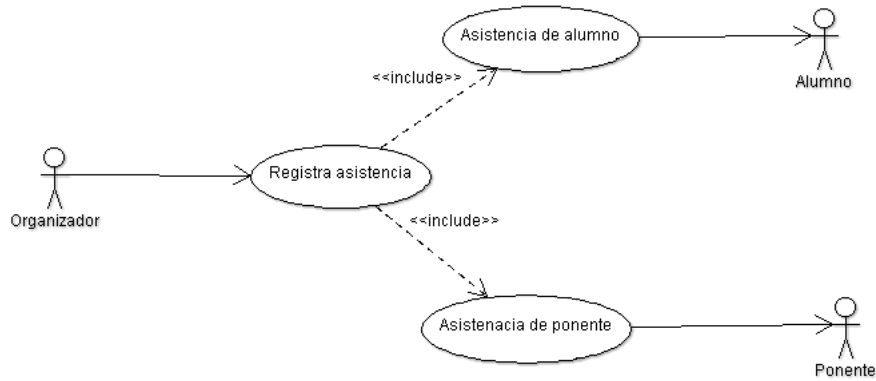 Asistencia de alumno
Alumno
<<include>>
Registra asistencia
Organizador
<<include>>
Asistenacia de ponente
Ponente